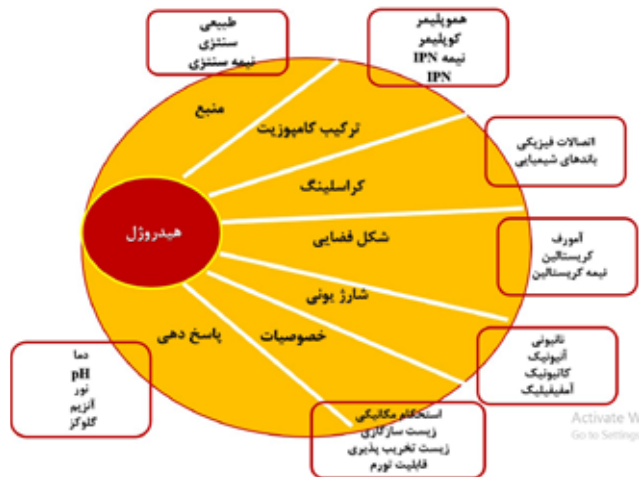 طبیعی
سنتزی
نیمه سنتزی
منبع
هموپلیمر
کوپلیمر
نیمه IPN
IPN
ترکیب کامپوزیت
اتصالات فیزیکی
باندهای شیمیایی
کراسلینگ
آمورف
کریستالین
نیمه کریستالین
شکل فضایی
هیدروژل
نانیونی
آنیونیک
کاتیونیک
آمفیفیلیک
شارژ یونی
استحکام مکانیکی
زیست سازگاری
زیست تخریب پذیری
قابلیت تورم
خصوصیات
دما
pH
نور
آنزیم
گلوکز
پاسخ دهی
Activate W
Go to Settings